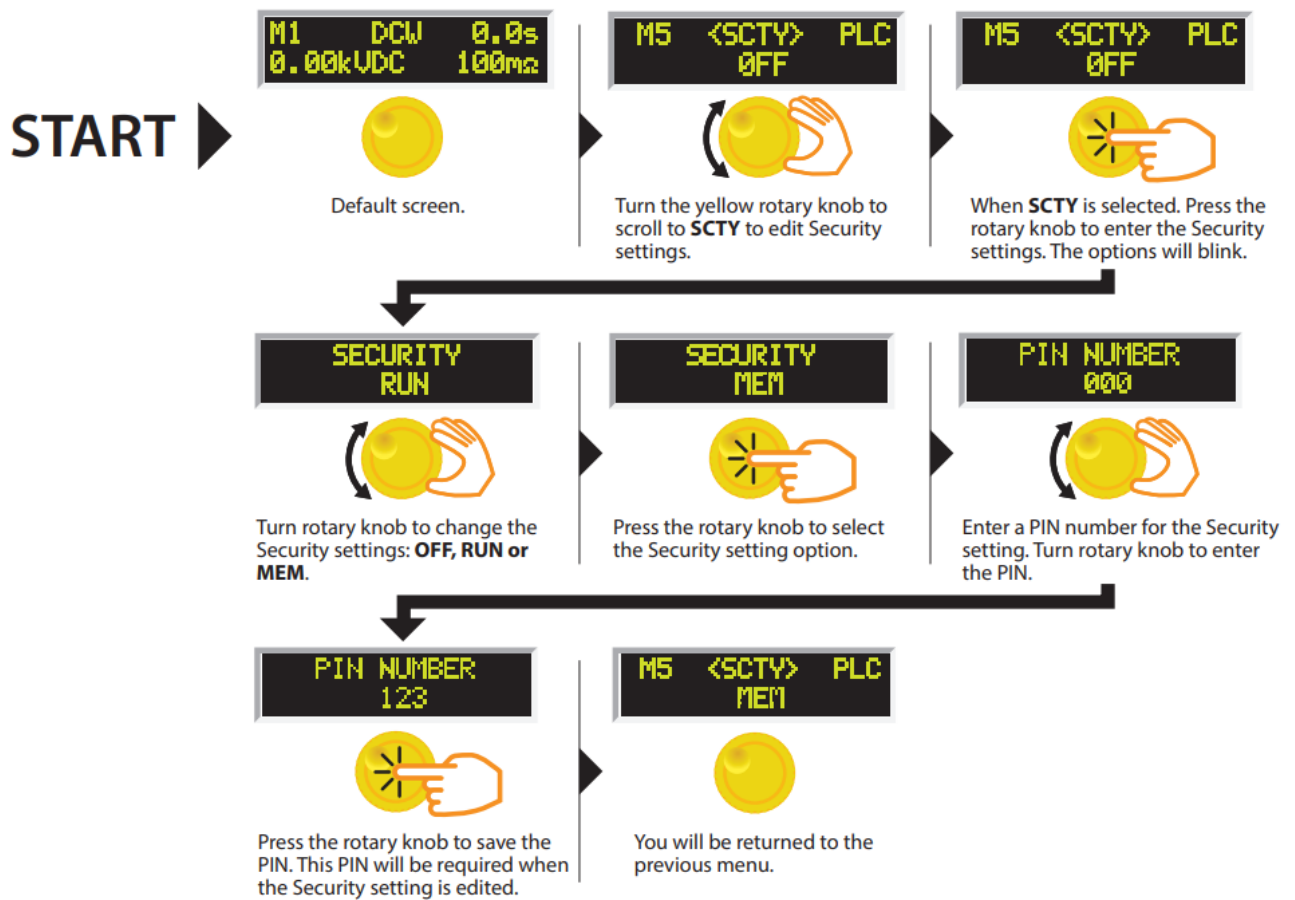 START
M1 DCW 0.0s
0.00kVDC 100mΩ
Default screen.
M5 <SCTY> PLC
OFF
Turn the yellow rotary knob to
scroll to SCTY to edit Security
settings.
M5 <SCTY> PLC
OFF
When SCTY is selected. Press the
rotary knob to enter the Security
settings. The options will blink.
SECURITY
RUN
Turn rotary knob to change the
Security settings: OFF, RUN or
MEM.
SECURITY
MEM
Press the rotary knob to select
the Security setting option.
PIN NUMBER
000
Enter a PIN number for the Security
setting. Turn rotary knob to enter
the PIN.
PIN NUMBER
123
Press the rotary knob to save the
PIN. This PIN will be required when
the Security setting is edited.
M5 <SCTY> PLC
MEM
You will be returned to the
previous menu.